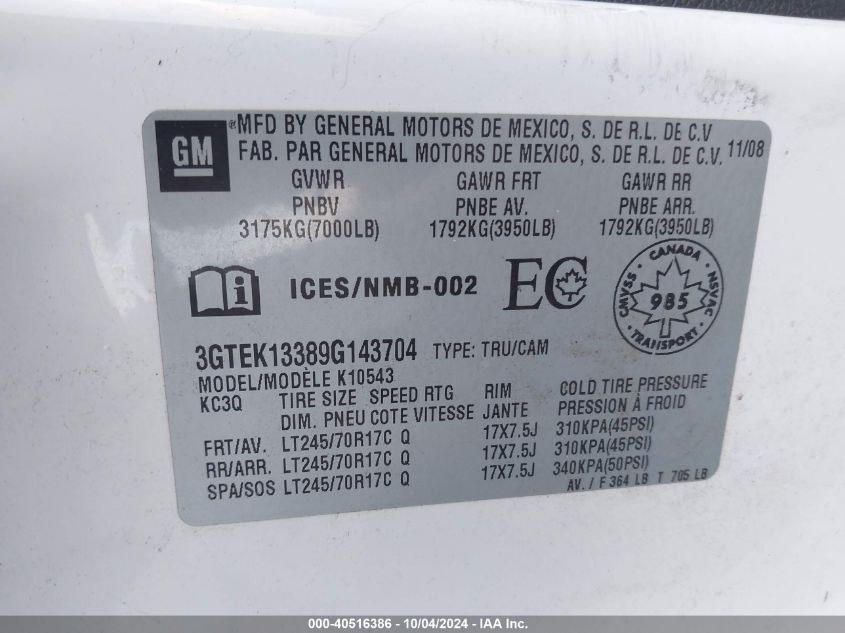 GM
®MFD BY GENERAL MOTORS DE MEXICO, S. DE R.L. DE C.V
FAB. PAR GENERAL MOTORS DE MEXICO, S. DE R.L. DE C.V. 11/08
GVWR GAWR FRT GAWR RR
PNBV PNBE AV. PNBE ARR.
3175KG(7000LB) 1792KG(3950LB) 1792KG(3950LB)
i ICES/NMB-002 EC
CANADA
CMVSS 985 NSVAC
TRANSPORT
3GTEK13389G143704 TYPE: TRU/CAM
MODEL/MODÈLE K10543
KC3Q TIRE SIZE SPEED RTG RIM COLD TIRE PRESSURE
DIM. PNEU COTE VITESSE JANTE PRESSION À FROID
FRT/AV. LT245/70R17C Q 17X7.5J 310KPA(45PSI)
RR/ARR. LT245/70R17C Q 17X7.5J 310KPA(45PSI)
SPA/SOS LT245/70R17C Q 17X7.5J 340KPA(50PSI)
AV. / F 364 LB T 705 LB
000-40516386 - 10/04/2024 - © IAA Inc.